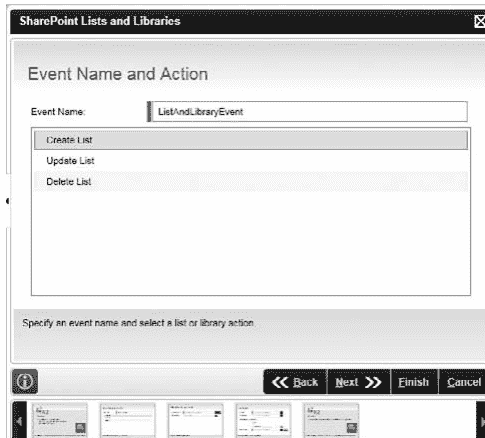 SharePoint Lists and Libraries
Event Name and Action
Event Name: ListAndLibraryEvent
Create List
Update List
Delete List
Specify an event name and select a list or library action
Back Next Finish Cancel